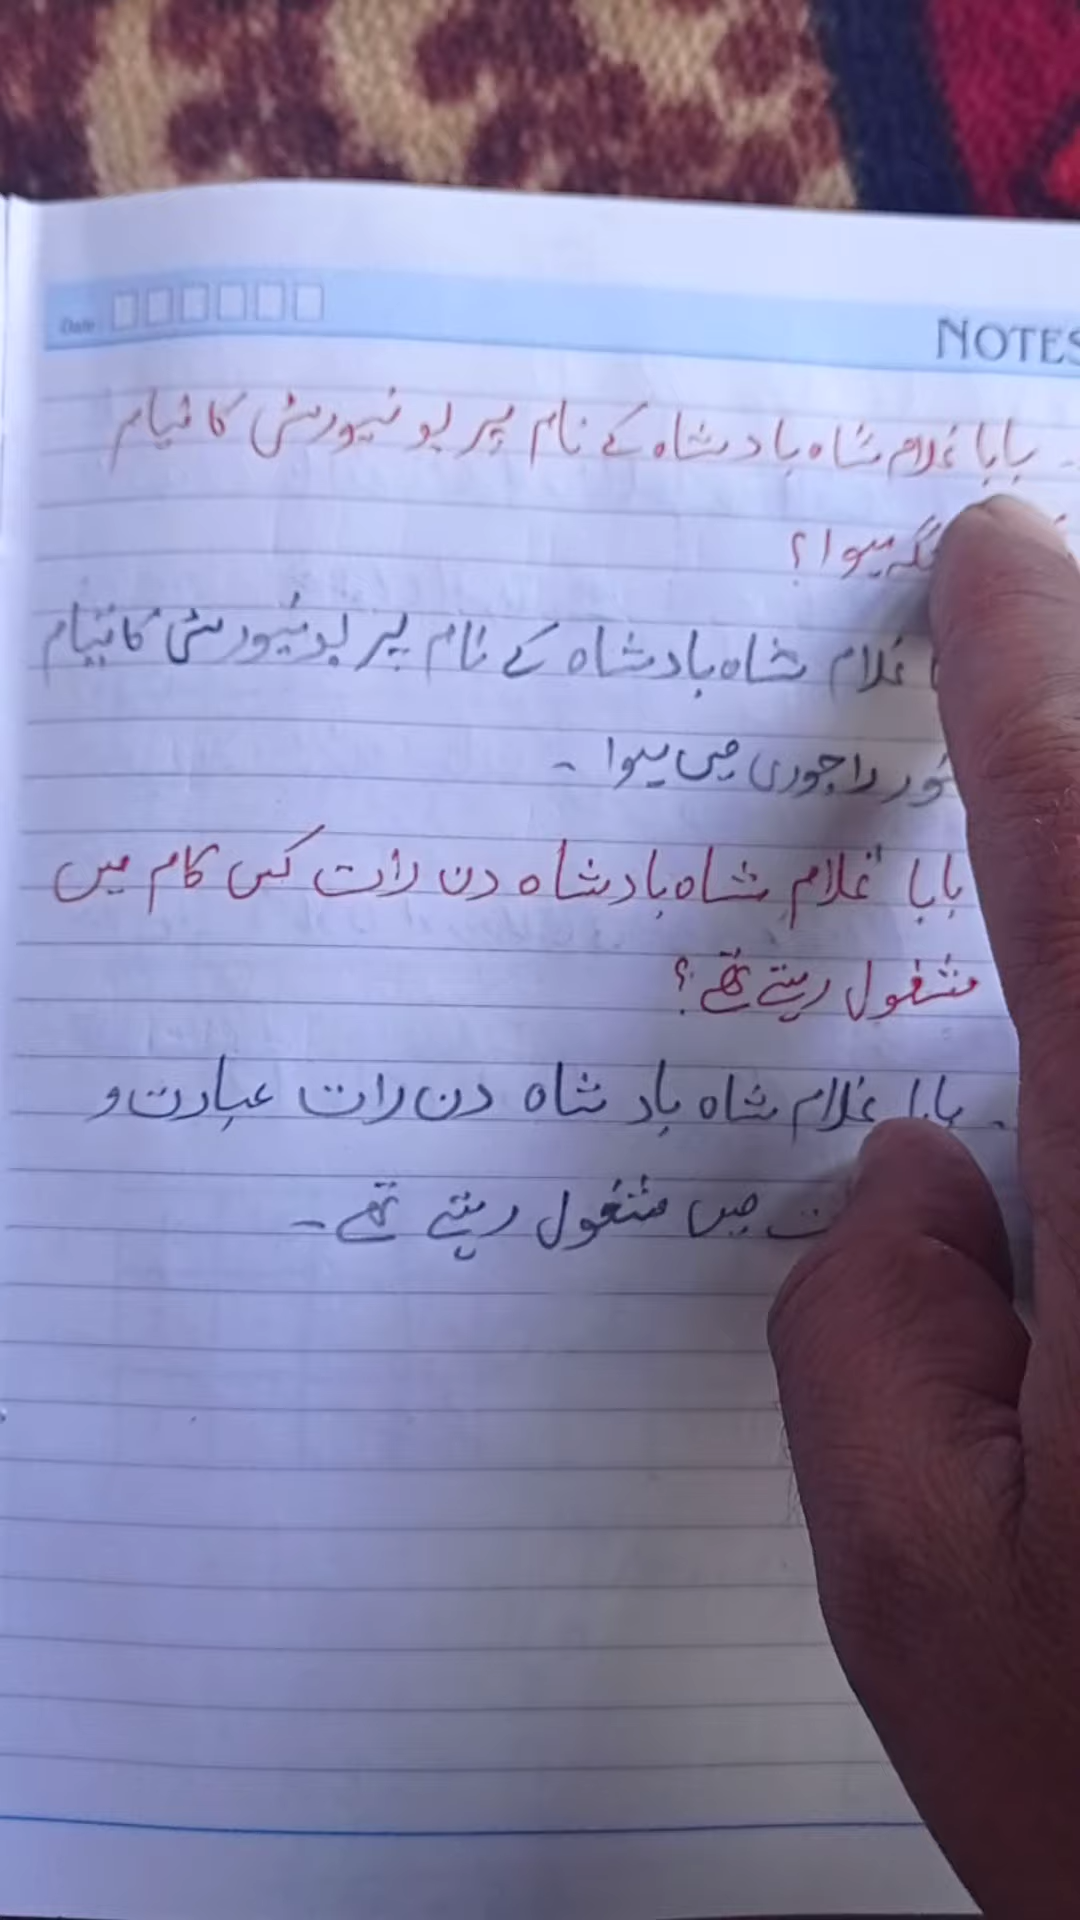 Date
NOTES
۔ بابا غلام شاہ بادشاہ کے نام پر یونیورسٹی کا قیام
ہوا؟
غلام شاہ بادشاہ کے نام پر یونیورسٹی کا قیام
راجوری میں ہوا ۔
بابا غلام شاہ بادشاہ دن رات کس کام میں
مشغول رہتے تھے؟
۔ بابا غلام شاہ بادشاہ دن رات عبادت و
میں مشغول رہتے تھے۔